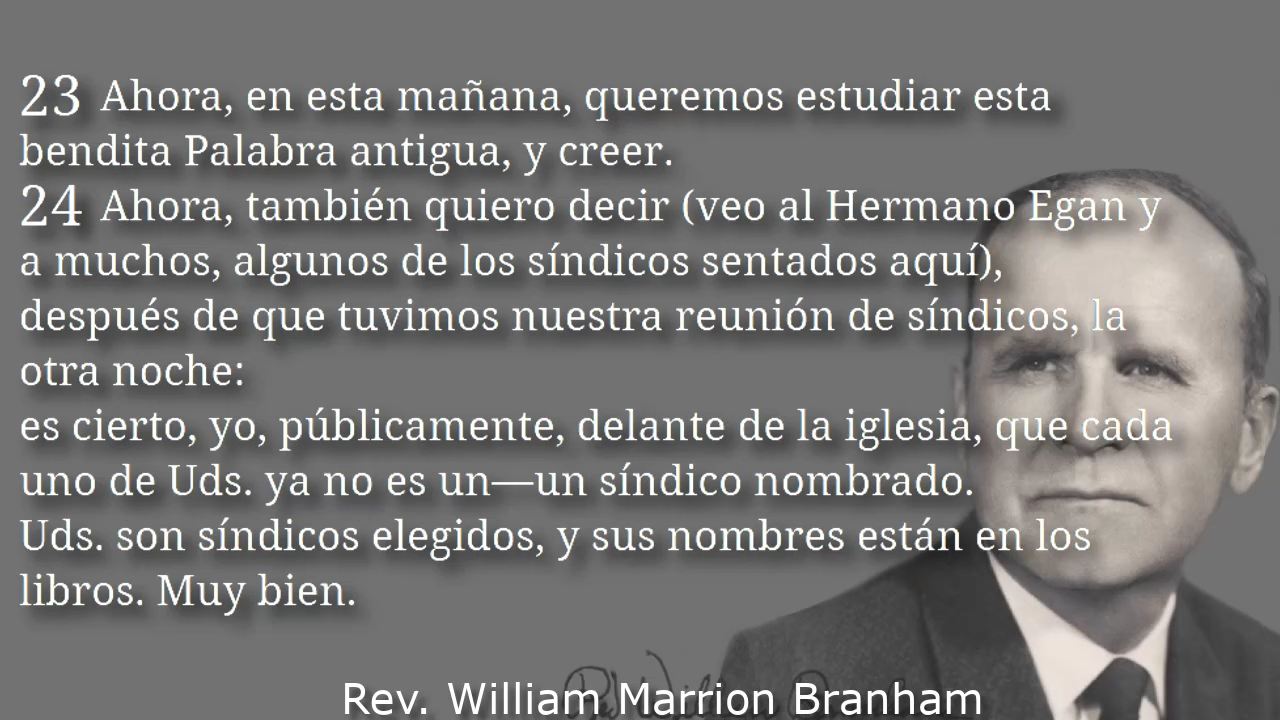 23 Ahora, en esta mañana, queremos estudiar esta
bendita Palabra antigua, y creer.
24 Ahora, también quiero decir (veo al Hermano Egan y
a muchos, algunos de los síndicos sentados aquí),
después de que tuvimos nuestra reunión de síndicos, la
otra noche:
es cierto, yo, públicamente, delante de la iglesia, que cada
uno de Uds. ya no es un—un síndico nombrado.
Uds. son síndicos elegidos, y sus nombres están en los
libros. Muy bien.
Rev. William Marrion Branham